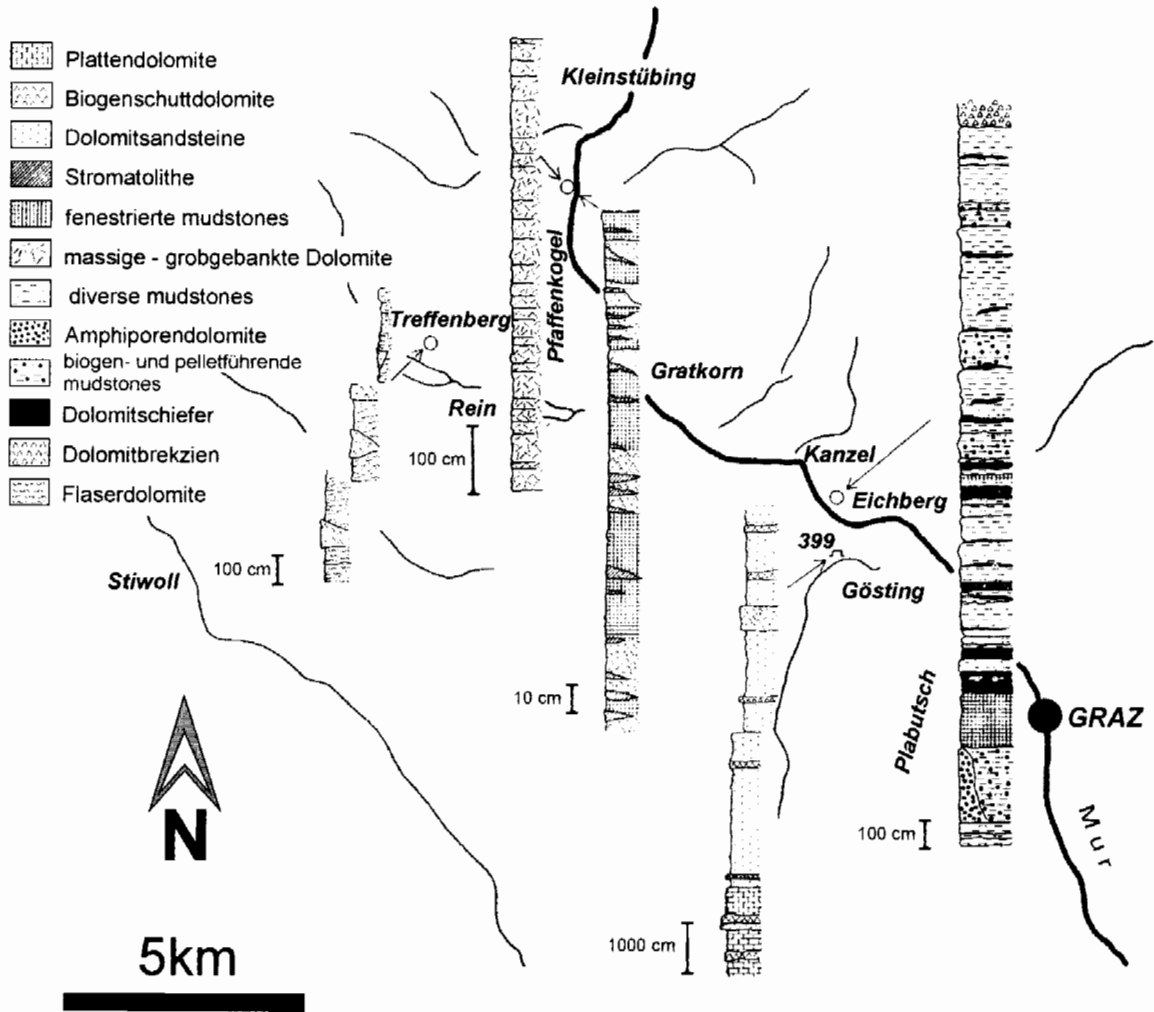 Plattendolomite
Biogenschuttdolomite
Dolomitsandsteine
Stromatolithe
fenestrierte mudstones
massige - grobgebankte Dolomite
diverse mudstones
Amphiporendolomite
biogen- und pelletführende
mudstones
Dolomitschiefer
Dolomitbrekzien
Flaserdolomite
Kleinstübing
Pfaffenkogel
Treffenberg
Rein
100 cm
Gratkorn
Kanzel
Eichberg
399
Gösting
Stiwoll
100 cm
10 cm
Plabutsch
GRAZ
Mur
100 cm
1000 cm
N
5km